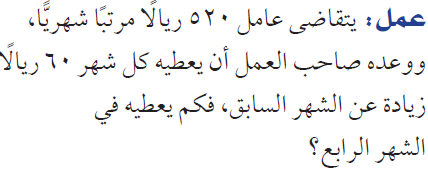 عمل: يتقاضى عامل ٥٢٠ ريالًا مرتبًا شهريًّا،
ووعده صاحب العمل أن يعطيه كل شهر ٦٠ ريالًا
زيادة عن الشهر السابق، فكم يعطيه في
الشهر الرابع؟